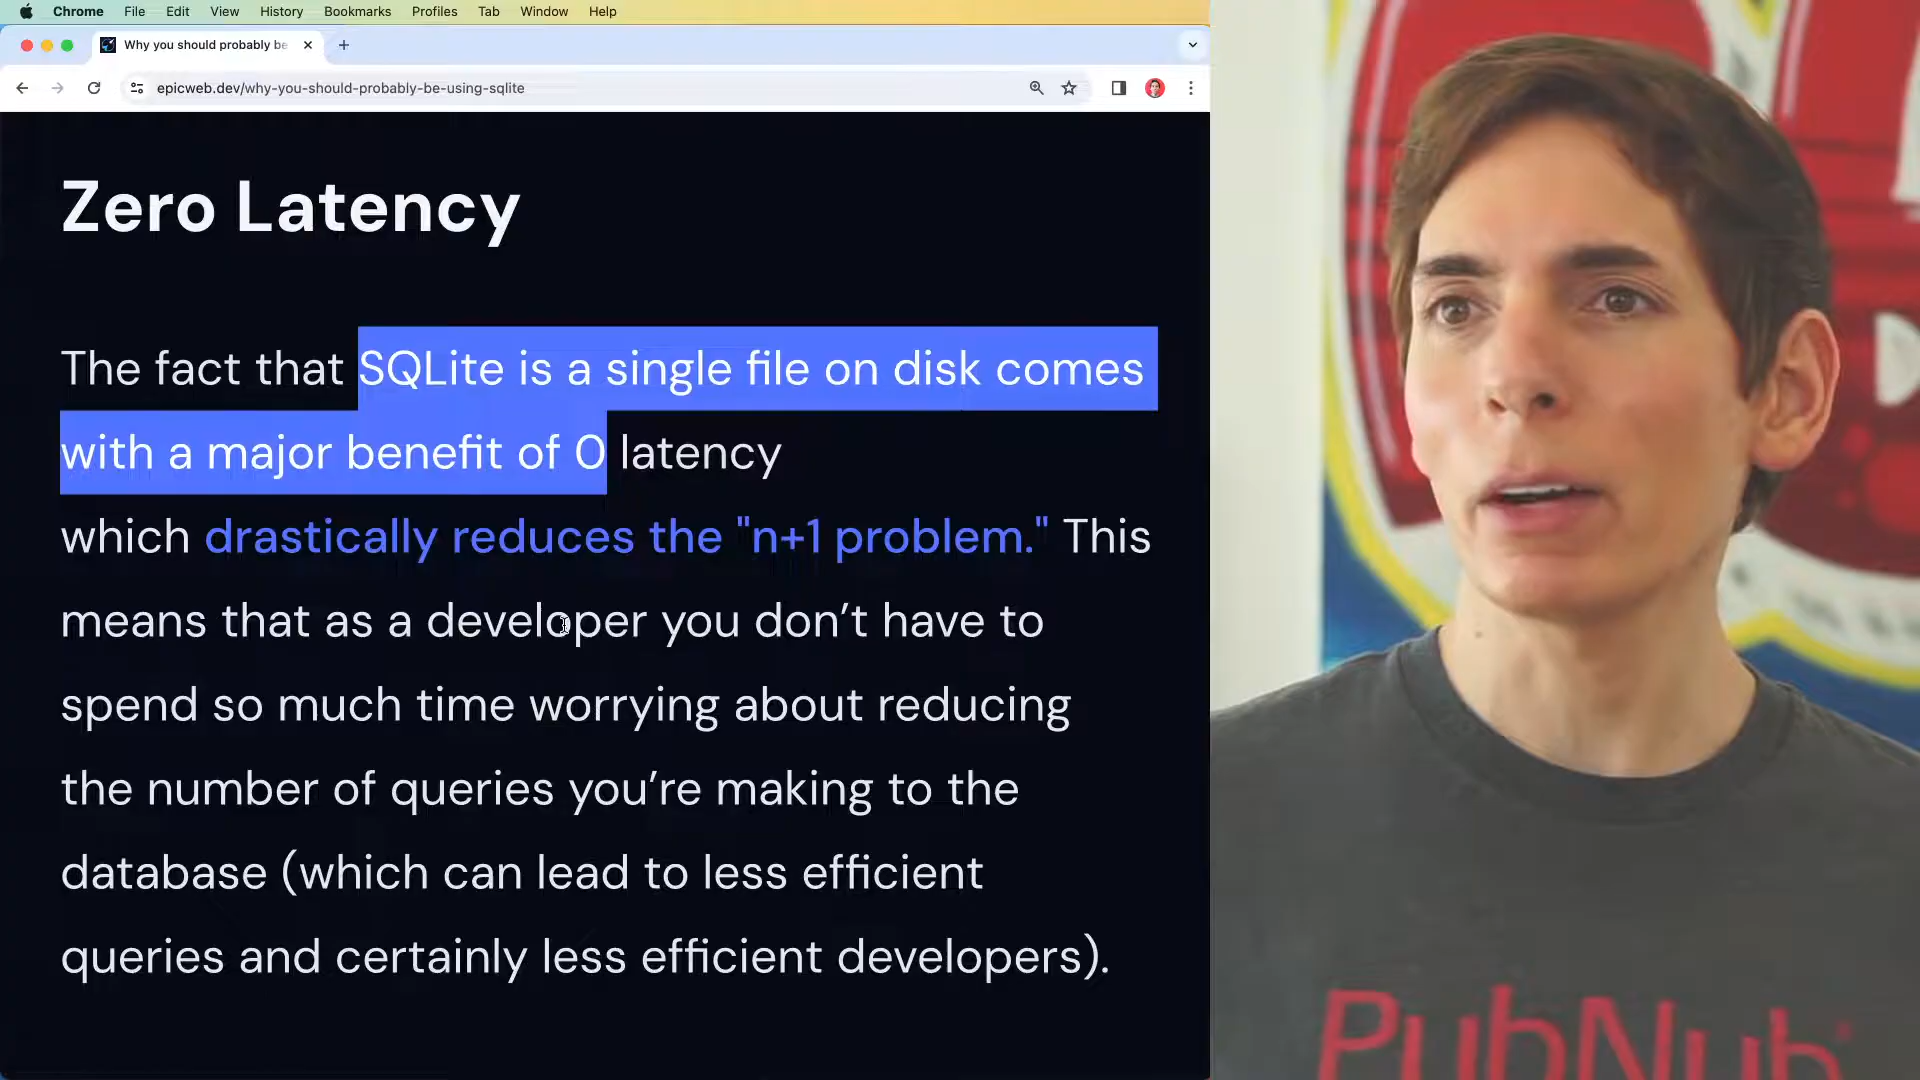 Chrome File Edit View History Bookmarks Profiles Tab Window Help
Why you should probably be
epicweb.dev/why-you-should-probably-be-using-sqlite
Zero Latency
The fact that SQLite is a single file on disk comes
with a major benefit of 0 latency
which drastically reduces the "n+1 problem." This
means that as a developer you don’t have to
spend so much time worrying about reducing
the number of queries you’re making to the
database (which can lead to less efficient
queries and certainly less efficient developers).
PubNub